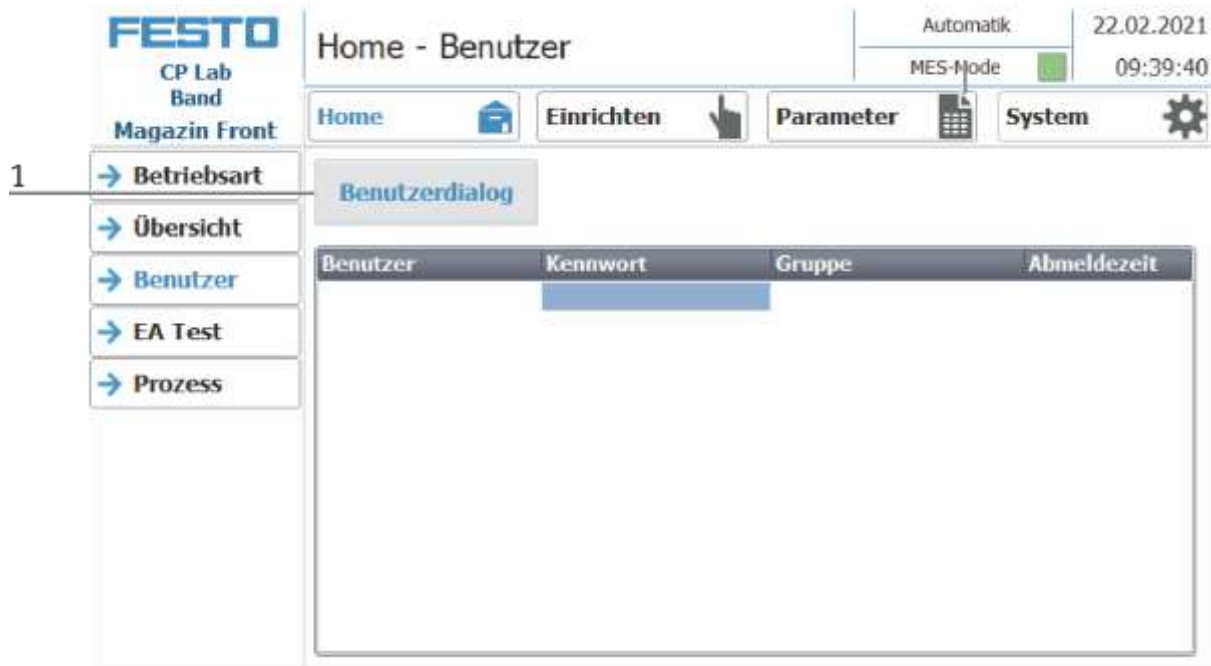 FESTO
CP Lab
Band
Magazin Front
Home - Benutzer
Automatik
MES-Mode
22.02.2021
09:39:40
Home
Einrichten
Parameter
System
1
Betriebsart
Übersicht
Benutzer
EA Test
Prozess
Benutzerdialog
Benutzer Kennwort Gruppe Abmeldezeit